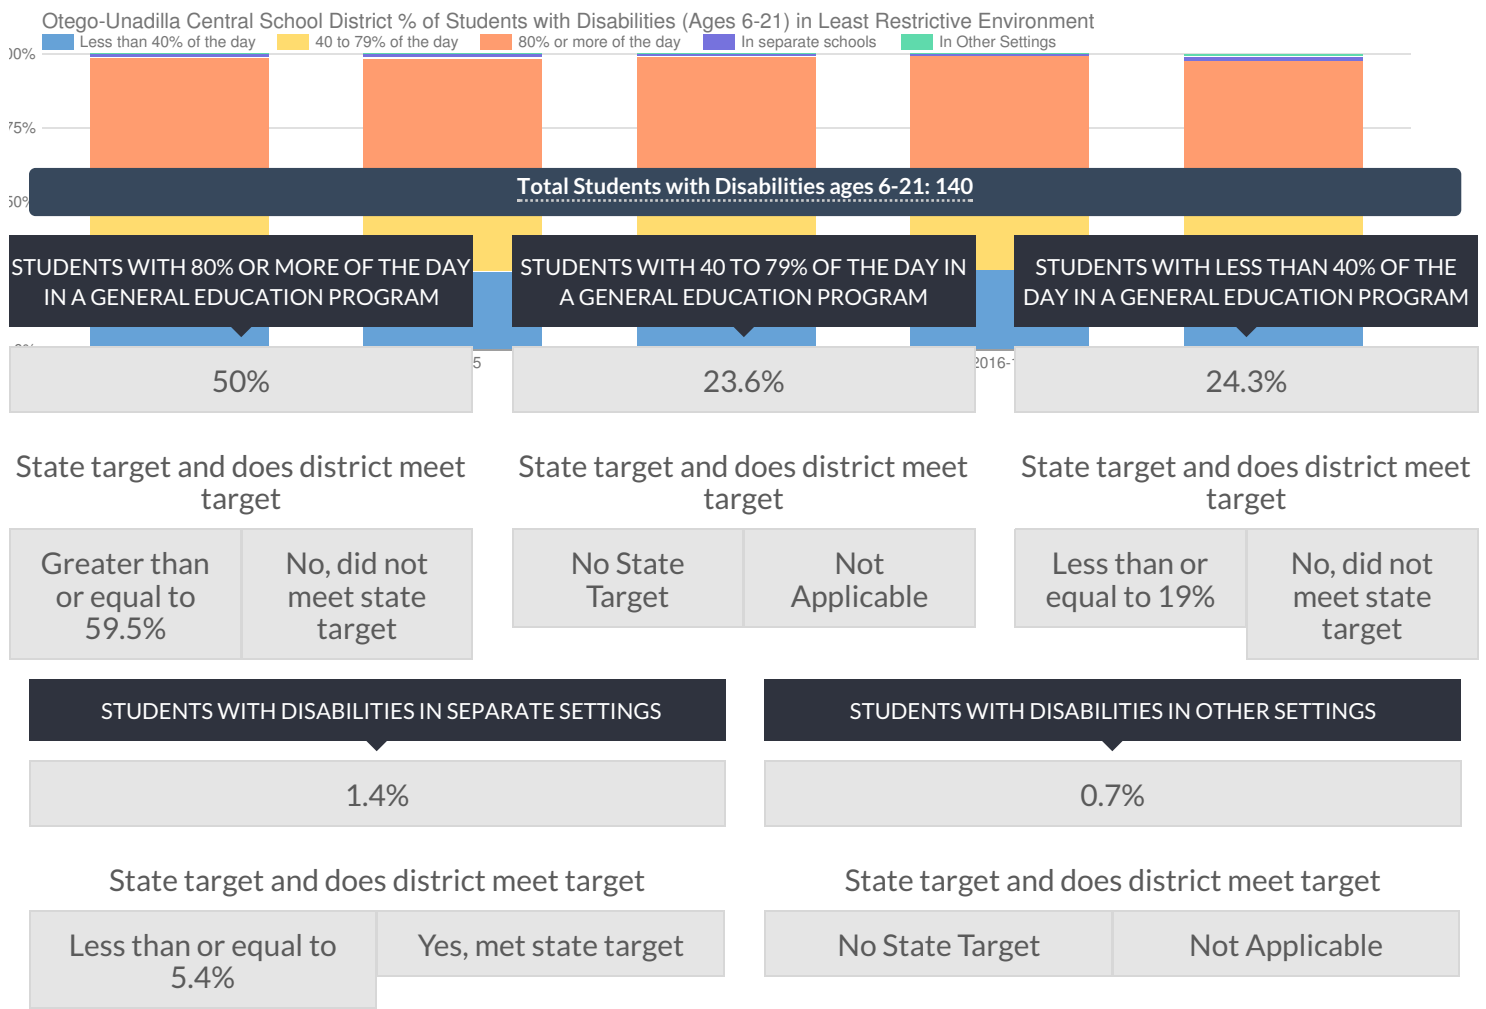 Otego-Unadilla Central School District % of Students with Disabilities (Ages 6-21) in Least Restrictive Environment
Less than 40% of the day 40 to 79% of the day 80% or more of the day In separate schools In Other Settings
00%
75%
Total Students with Disabilities ages 6-21: 140
50%
STUDENTS WITH 80% OR MORE OF THE DAY
IN A GENERAL EDUCATION PROGRAM
STUDENTS WITH 40 TO 79% OF THE DAY IN
A GENERAL EDUCATION PROGRAM
STUDENTS WITH LESS THAN 40% OF THE
DAY IN A GENERAL EDUCATION PROGRAM
5
2016-1
50%
23.6%
24.3%
State target and does district meet
target
State target and does district meet
target
State target and does district meet
target
Greater than
or equal to
59.5%
No, did not
meet state
target
No State
Target
Not
Applicable
Less than or
equal to 19%
No, did not
meet state
target
STUDENTS WITH DISABILITIES IN SEPARATE SETTINGS
STUDENTS WITH DISABILITIES IN OTHER SETTINGS
1.4%
0.7%
State target and does district meet target
State target and does district meet target
Less than or equal to
5.4%
Yes, met state target
No State Target
Not Applicable